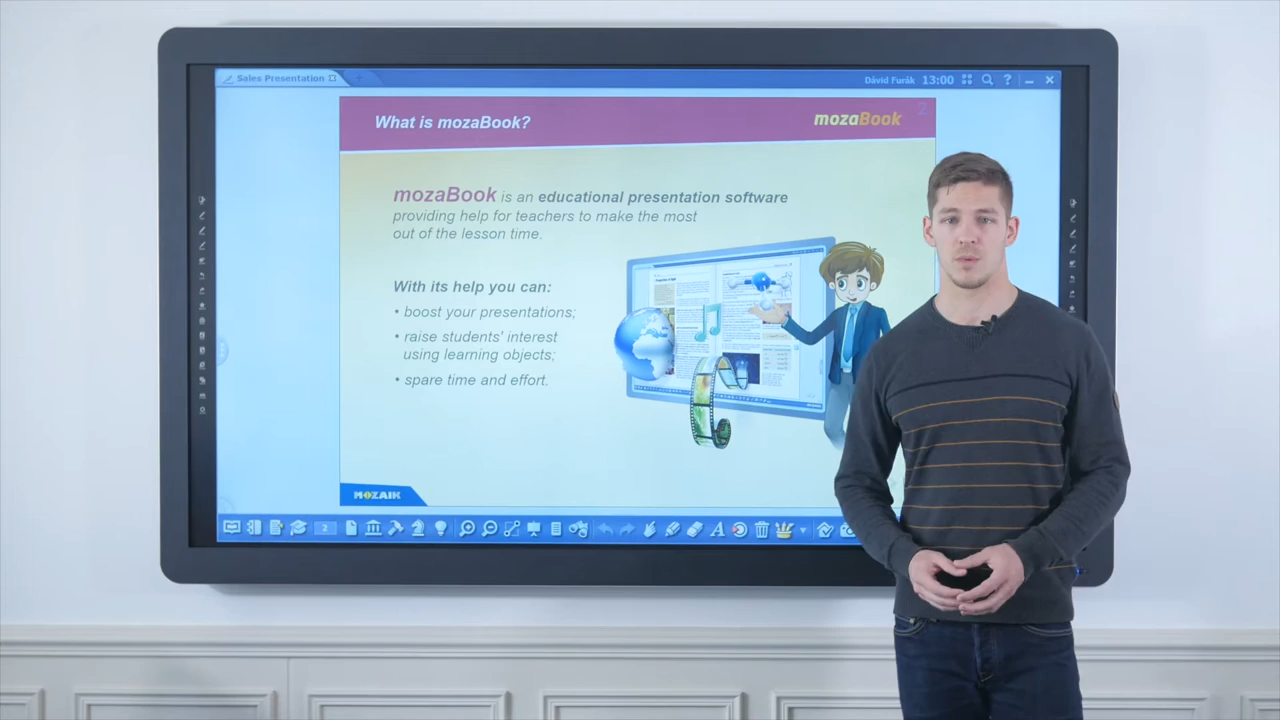 Sales Presentation
Dávid Furák 13:00
What is mozaBook?
mozaBook
2
mozaBook is an educational presentation software
providing help for teachers to make the most
out of the lesson time.
With its help you can:
• boost your presentations;
• raise students' interest
using learning objects;
• spare time and effort.
MOZAIK
2